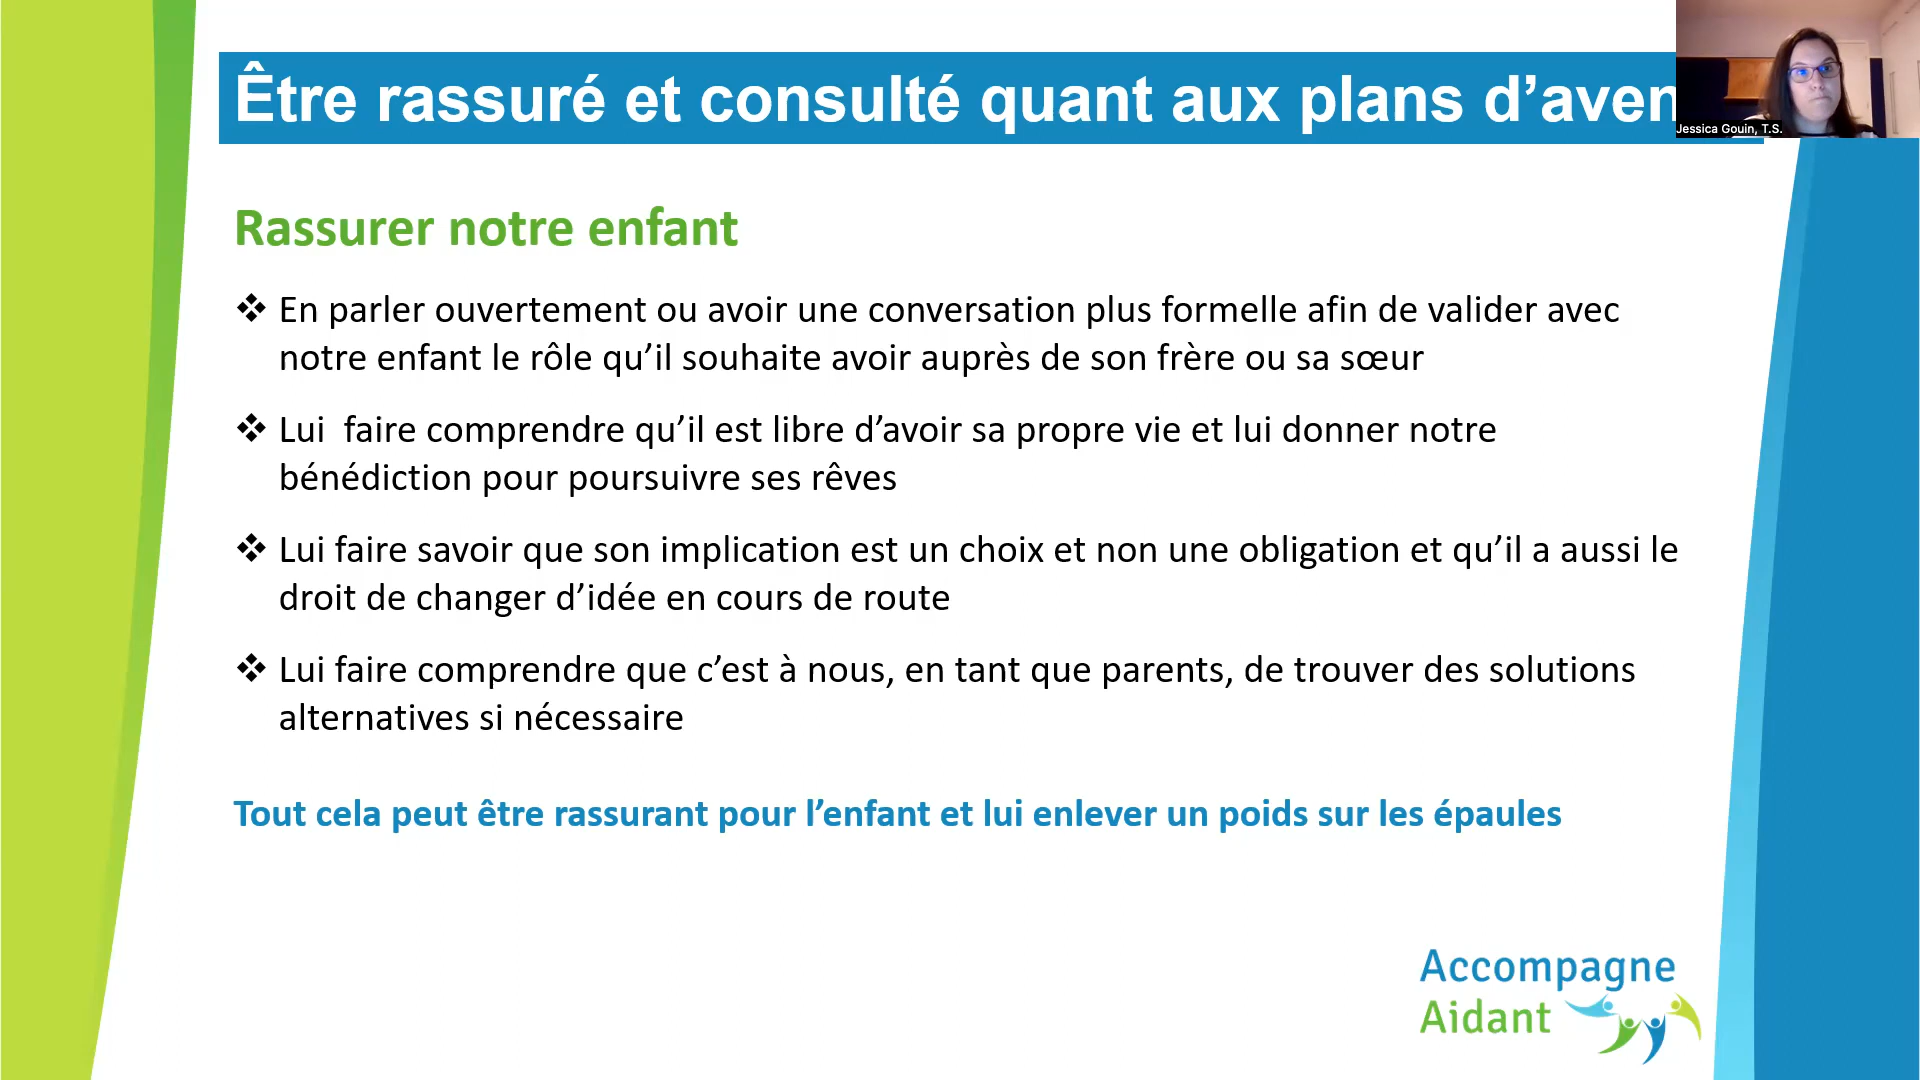 Être rassuré et consulté quant aux plans d’aven
Jessica Gouin, T.S.
Rassurer notre enfant
❖ En parler ouvertement ou avoir une conversation plus formelle afin de valider avec
notre enfant le rôle qu’il souhaite avoir auprès de son frère ou sa sœur
❖ Lui  faire comprendre qu’il est libre d’avoir sa propre vie et lui donner notre
bénédiction pour poursuivre ses rêves
❖ Lui faire savoir que son implication est un choix et non une obligation et qu’il a aussi le
droit de changer d’idée en cours de route
❖ Lui faire comprendre que c’est à nous, en tant que parents, de trouver des solutions
alternatives si nécessaire
Tout cela peut être rassurant pour l’enfant et lui enlever un poids sur les épaules
Accompagne
Aidant